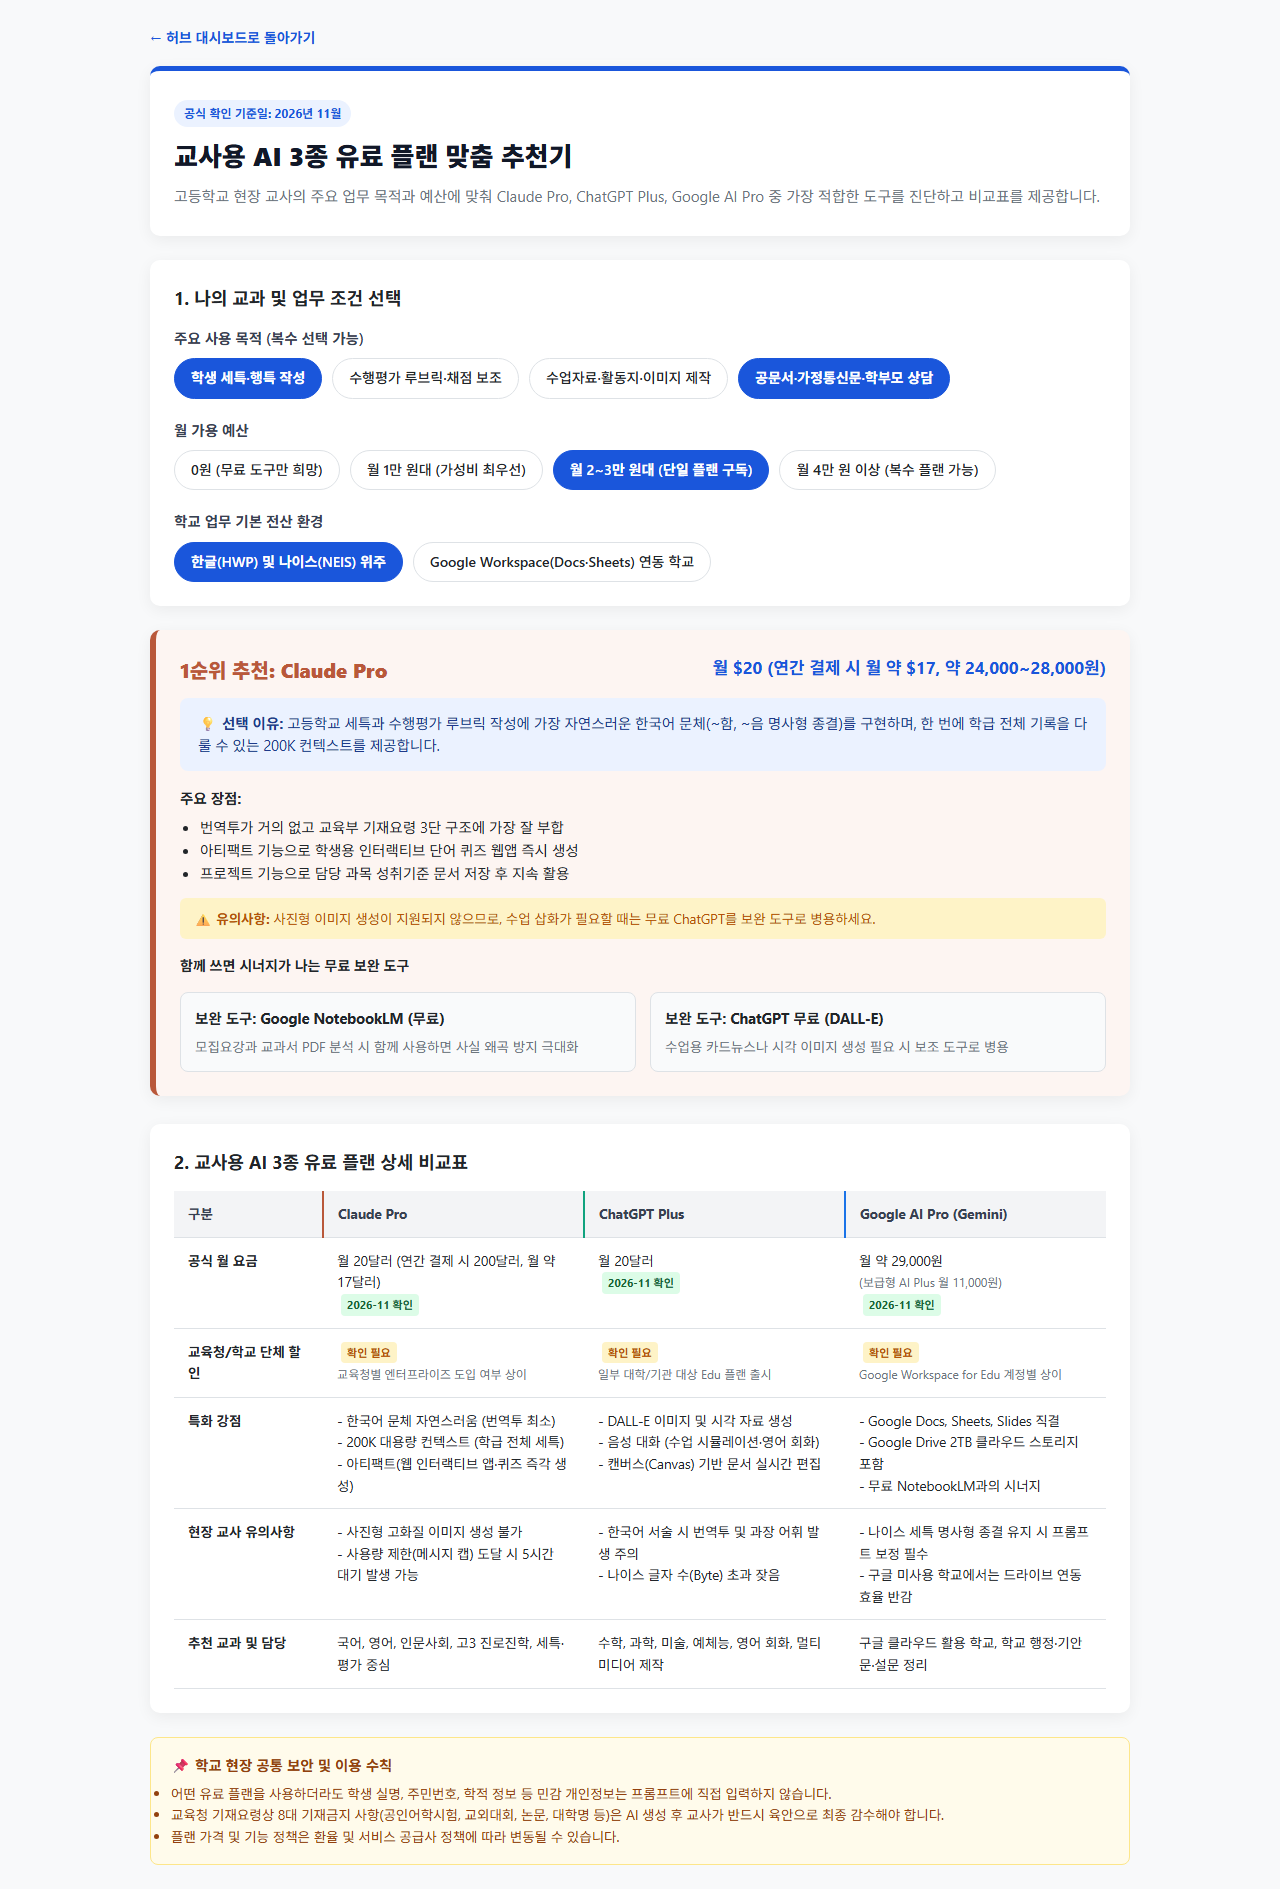 ← 허브 대시보드로 돌아가기
공식 확인 기준일: 2026년 11월
교사용 AI 3종 유료 플랜 맞춤 추천기
고등학교 현장 교사의 주요 업무 목적과 예산에 맞춰 Claude Pro, ChatGPT Plus, Google AI Pro 중 가장 적합한 도구를 진단하고 비교표를 제공합니다.
1. 나의 교과 및 업무 조건 선택
주요 사용 목적 (복수 선택 가능)
학생 세특·행특 작성
수행평가 루브릭·채점 보조
수업자료·활동지·이미지 제작
공문서·가정통신문·학부모 상담
월 가용 예산
0원 (무료 도구만 희망)
월 1만 원대 (가성비 최우선)
월 2~3만 원대 (단일 플랜 구독)
월 4만 원 이상 (복수 플랜 가능)
학교 업무 기본 전산 환경
한글(HWP) 및 나이스(NEIS) 위주
Google Workspace(Docs·Sheets) 연동 학교
1순위 추천: Claude Pro
월 $20 (연간 결제 시 월 약 $17, 약 24,000~28,000원)
💡 선택 이유: 고등학교 세특과 수행평가 루브릭 작성에 가장 자연스러운 한국어 문체(~함, ~음 명사형 종결)를 구현하며, 한 번에 학급 전체 기록을 다
룰 수 있는 200K 컨텍스트를 제공합니다.
주요 장점:
• 번역투가 거의 없고 교육부 기재요령 3단 구조에 가장 잘 부합
• 아티팩트 기능으로 학생용 인터랙티브 단어 퀴즈 웹앱 즉시 생성
• 프로젝트 기능으로 담당 과목 성취기준 문서 저장 후 지속 활용
⚠️ 유의사항: 사진형 이미지 생성이 지원되지 않으므로, 수업 삽화가 필요할 때는 무료 ChatGPT를 보완 도구로 병용하세요.
함께 쓰면 시너지가 나는 무료 보완 도구
보완 도구: Google NotebookLM (무료)
모집요강과 교과서 PDF 분석 시 함께 사용하면 사실 왜곡 방지 극대화
보완 도구: ChatGPT 무료 (DALL-E)
수업용 카드뉴스나 시각 이미지 생성 필요 시 보조 도구로 병용
2. 교사용 AI 3종 유료 플랜 상세 비교표
구분
Claude Pro
ChatGPT Plus
Google AI Pro (Gemini)
공식 월 요금
월 20달러 (연간 결제 시 200달러, 월 약
17달러)
2026-11 확인
월 20달러
2026-11 확인
월 약 29,000원
(보급형 AI Plus 월 11,000원)
2026-11 확인
교육청/학교 단체 할
인
확인 필요
교육청별 엔터프라이즈 도입 여부 상이
확인 필요
일부 대학/기관 대상 Edu 플랜 출시
확인 필요
Google Workspace for Edu 계정별 상이
특화 강점
- 한국어 문체 자연스러움 (번역투 최소)
- 200K 대용량 컨텍스트 (학급 전체 세특)
- 아티팩트(웹 인터랙티브 앱·퀴즈 즉각 생
성)
- DALL-E 이미지 및 시각 자료 생성
- 음성 대화 (수업 시뮬레이션·영어 회화)
- 캔버스(Canvas) 기반 문서 실시간 편집
- Google Docs, Sheets, Slides 직결
- Google Drive 2TB 클라우드 스토리지
포함
- 무료 NotebookLM과의 시너지
현장 교사 유의사항
- 사진형 고화질 이미지 생성 불가
- 사용량 제한(메시지 캡) 도달 시 5시간
대기 발생 가능
- 한국어 서술 시 번역투 및 과장 어휘 발
생 주의
- 나이스 글자 수(Byte) 초과 잦음
- 나이스 세특 명사형 종결 유지 시 프롬프
트 보정 필수
- 구글 미사용 학교에서는 드라이브 연동
효율 반감
추천 교과 및 담당
국어, 영어, 인문사회, 고3 진로진학, 세특·
평가 중심
수학, 과학, 미술, 예체능, 영어 회화, 멀티
미디어 제작
구글 클라우드 활용 학교, 학교 행정·기안
문·설문 정리
📌 학교 현장 공통 보안 및 이용 수칙
• 어떤 유료 플랜을 사용하더라도 학생 실명, 주민번호, 학적 정보 등 민감 개인정보는 프롬프트에 직접 입력하지 않습니다.
• 교육청 기재요령상 8대 기재금지 사항(공인어학시험, 교외대회, 논문, 대학명 등)은 AI 생성 후 교사가 반드시 육안으로 최종 감수해야 합니다.
• 플랜 가격 및 기능 정책은 환율 및 서비스 공급사 정책에 따라 변동될 수 있습니다.